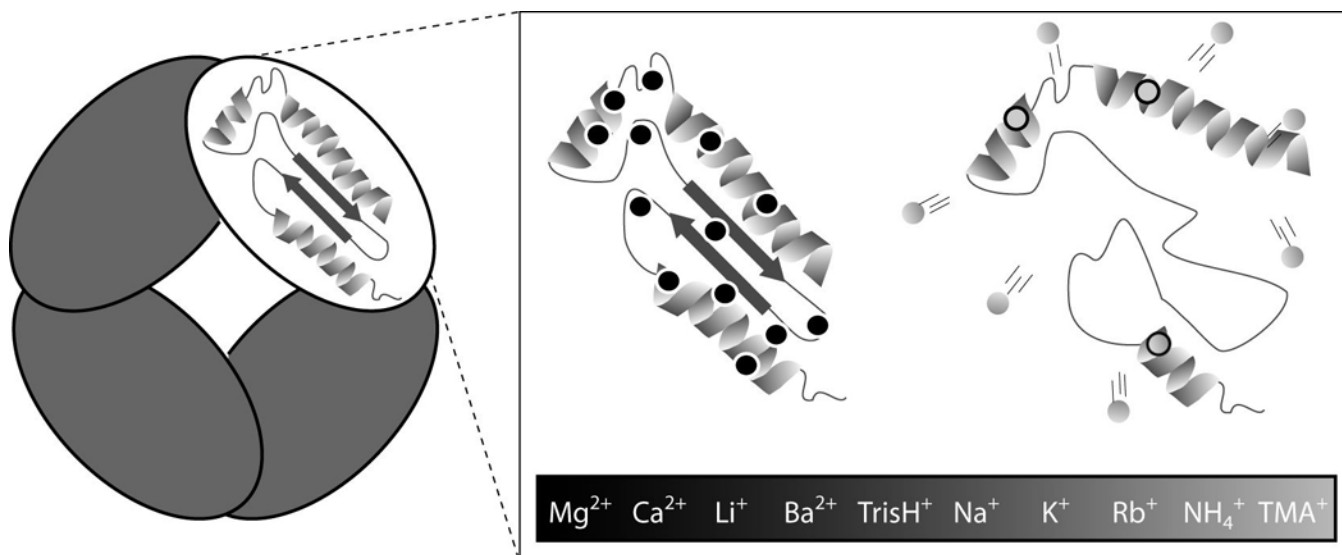 Mg²⁺ Ca²⁺ Li⁺ Ba²⁺ TrisH⁺ Na⁺ K⁺ Rb⁺ NH₄⁺ TMA⁺